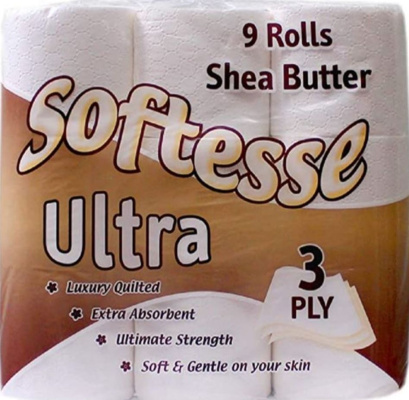 9 Rolls
Shea Butter
Softesse
Ultra
Luxury Quilted
Extra Absorbent
Ultimate Strength
Soft & Gentle on your skin
3
PLY